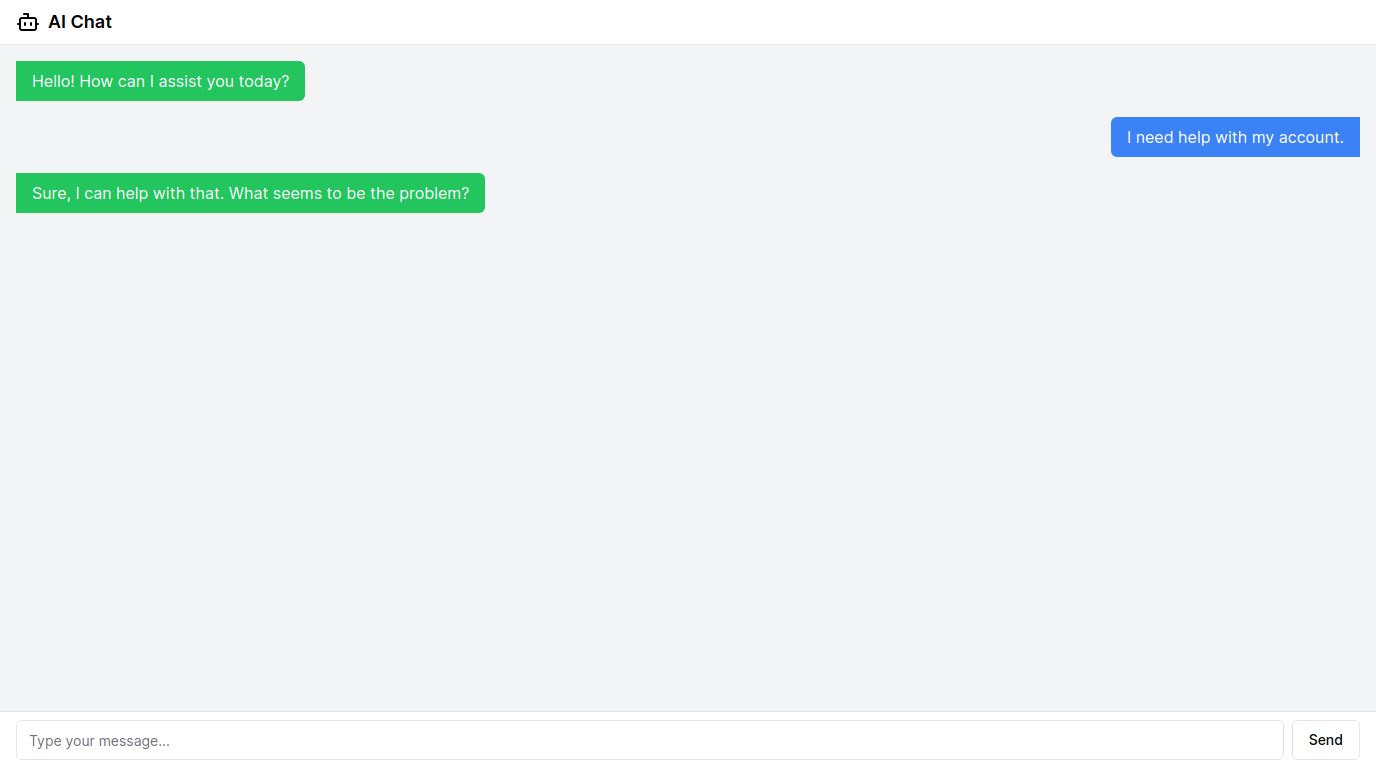 AI Chat
Hello! How can I assist you today?
I need help with my account.
Sure, I can help with that. What seems to be the problem?
Type your message...
Send